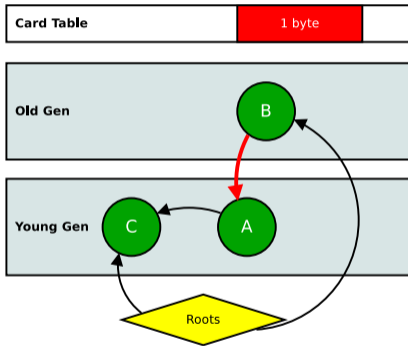 Card Table
1 byte
Old Gen
B
Young Gen
C
A
Roots